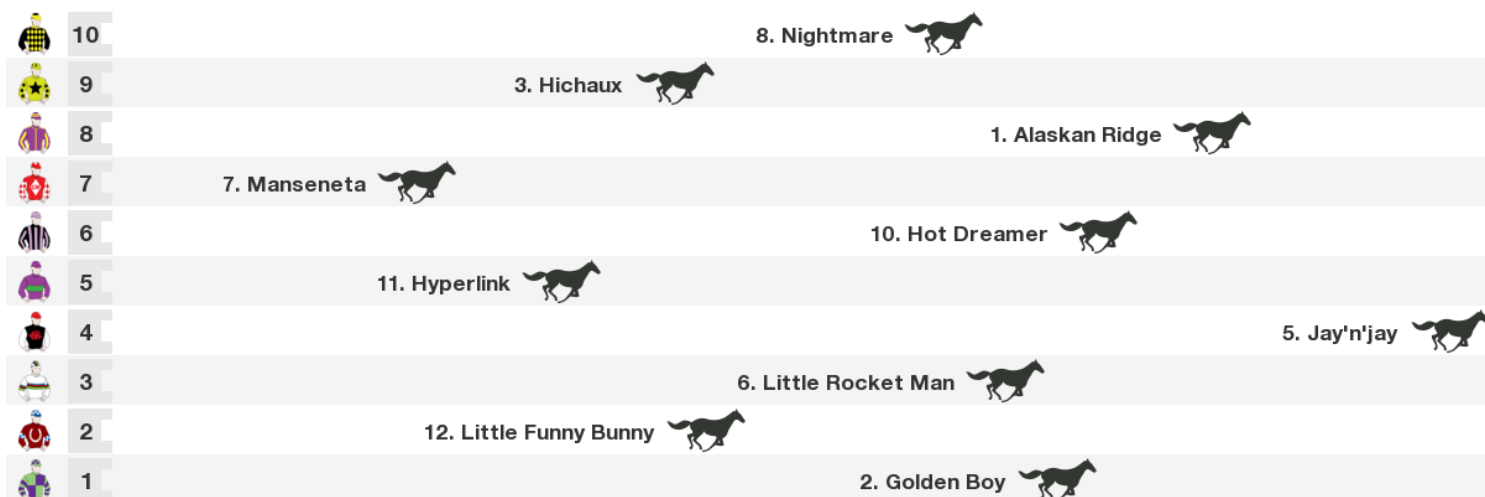 10 8. Nightmare
9 3. Hichaux
8 1. Alaskan Ridge
7 7. Manseneta
6 10. Hot Dreamer
5 11. Hyperlink
4 5. Jay'n'jay
3 6. Little Rocket Man
2 12. Little Funny Bunny
1 2. Golden Boy